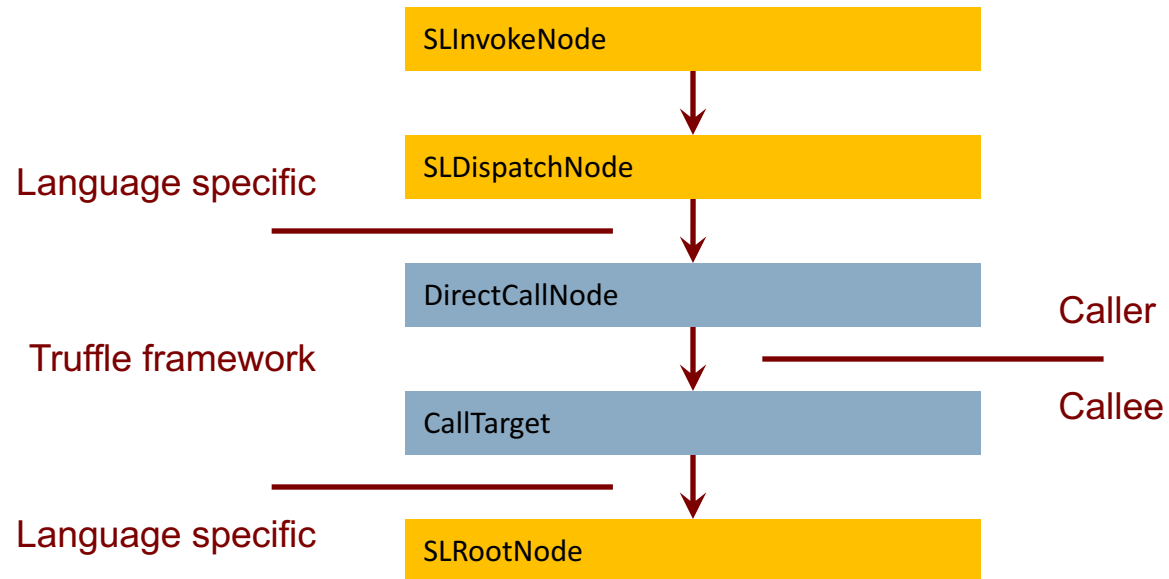 SLInvokeNode
SLDispatchNode
Language specific
DirectCallNode
Caller
Truffle framework
Callee
CallTarget
Language specific
SLRootNode